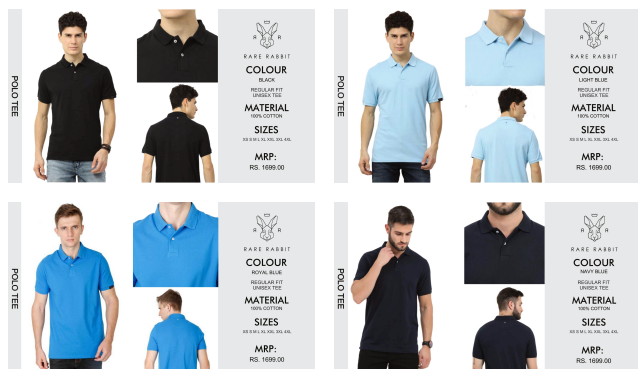 POLO TEE
R R
RARE RABBIT
COLOUR
BLACK
REGULAR FIT
UNISEX TEE
MATERIAL
100% COTTON
SIZES
XS S M L XL XXL 3XL 4XL
MRP:
RS. 1699.00
POLO TEE
R R
RARE RABBIT
COLOUR
LIGHT BLUE
REGULAR FIT
UNISEX TEE
MATERIAL
100% COTTON
SIZES
XS S M L XL XXL 3XL 4XL
MRP:
RS. 1699.00
POLO TEE
R R
RARE RABBIT
COLOUR
ROYAL BLUE
REGULAR FIT
UNISEX TEE
MATERIAL
100% COTTON
SIZES
XS S M L XL XXL 3XL 4XL
MRP:
RS. 1699.00
POLO TEE
R R
RARE RABBIT
COLOUR
NAVY BLUE
REGULAR FIT
UNISEX TEE
MATERIAL
100% COTTON
SIZES
XS S M L XL XXL 3XL 4XL
MRP:
RS. 1699.00